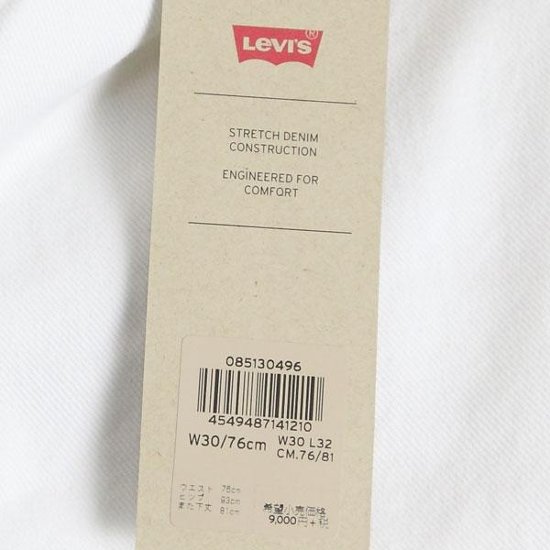 Levi's®
STRETCH DENIM
CONSTRUCTION
ENGINEERED FOR
COMFORT
085130496
4549487141210
W30/76cm
W30 L32
CM.76/81
ウエスト 76cm
ヒップ 93cm
また下丈 81cm
希望小売価格
9,000円+税